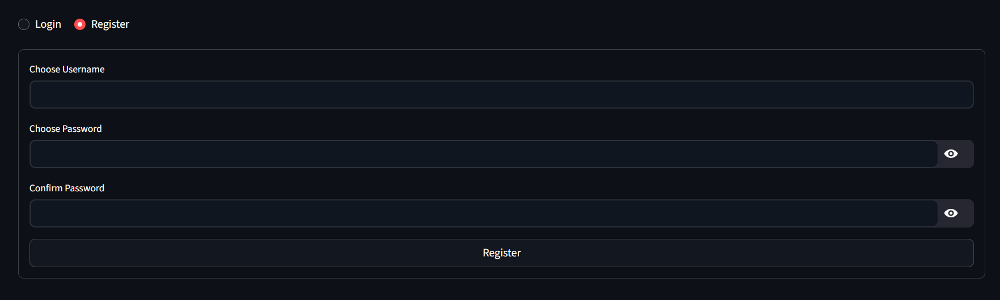 Login Register
Choose Username
Choose Password
Confirm Password
Register